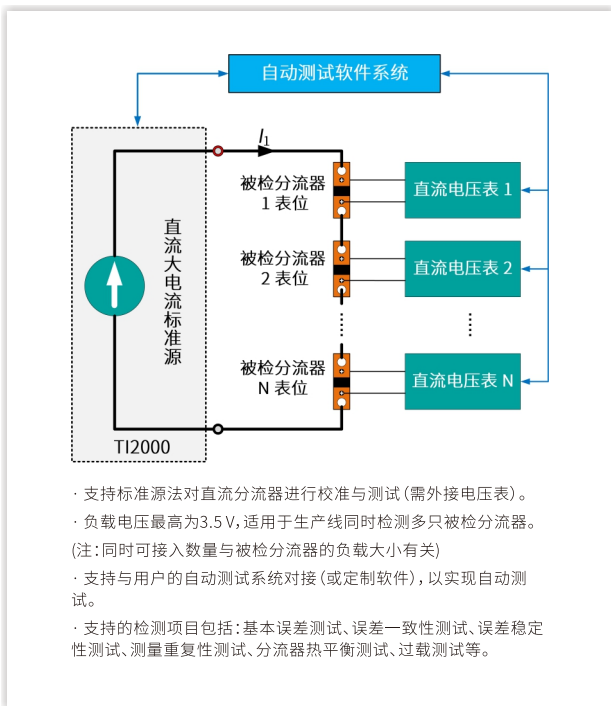 自动测试软件系统
I₁
直流大电流标准源
TI2000
被检分流器
1 表位
直流电压表 1
被检分流器
2 表位
直流电压表 2
被检分流器
N 表位
直流电压表 N
· 支持标准源法对直流分流器进行校准与测试(需外接电压表)。
· 负载电压最高为3.5 V,适用于生产线同时检测多只被检分流器。
(注:同时可接入数量与被检分流器的负载大小有关)
· 支持与用户的自动测试系统对接(或定制软件),以实现自动测
试。
· 支持的检测项目包括:基本误差测试、误差一致性测试、误差稳定
性测试、测量重复性测试、分流器热平衡测试、过载测试等。